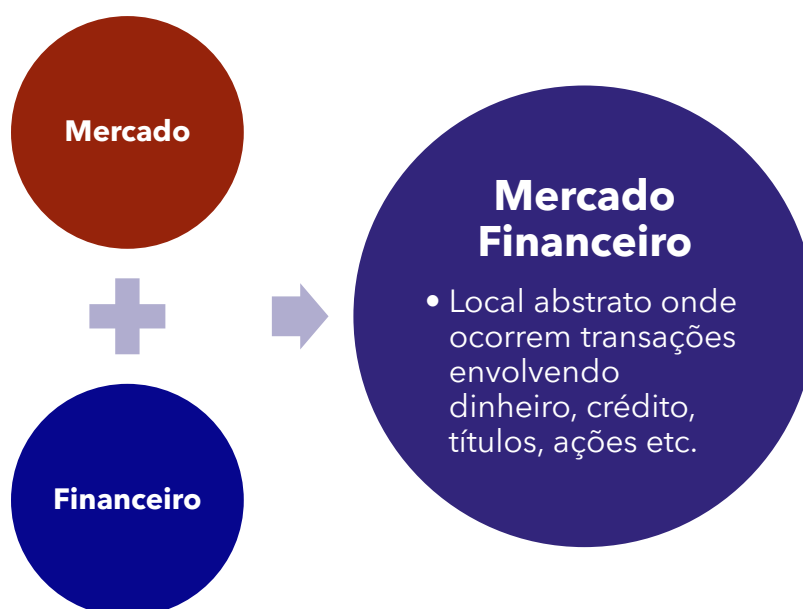 Mercado
Financeiro
Mercado
Financeiro
• Local abstrato onde
ocorrem transações
envolvendo
dinheiro, crédito,
títulos, ações etc.